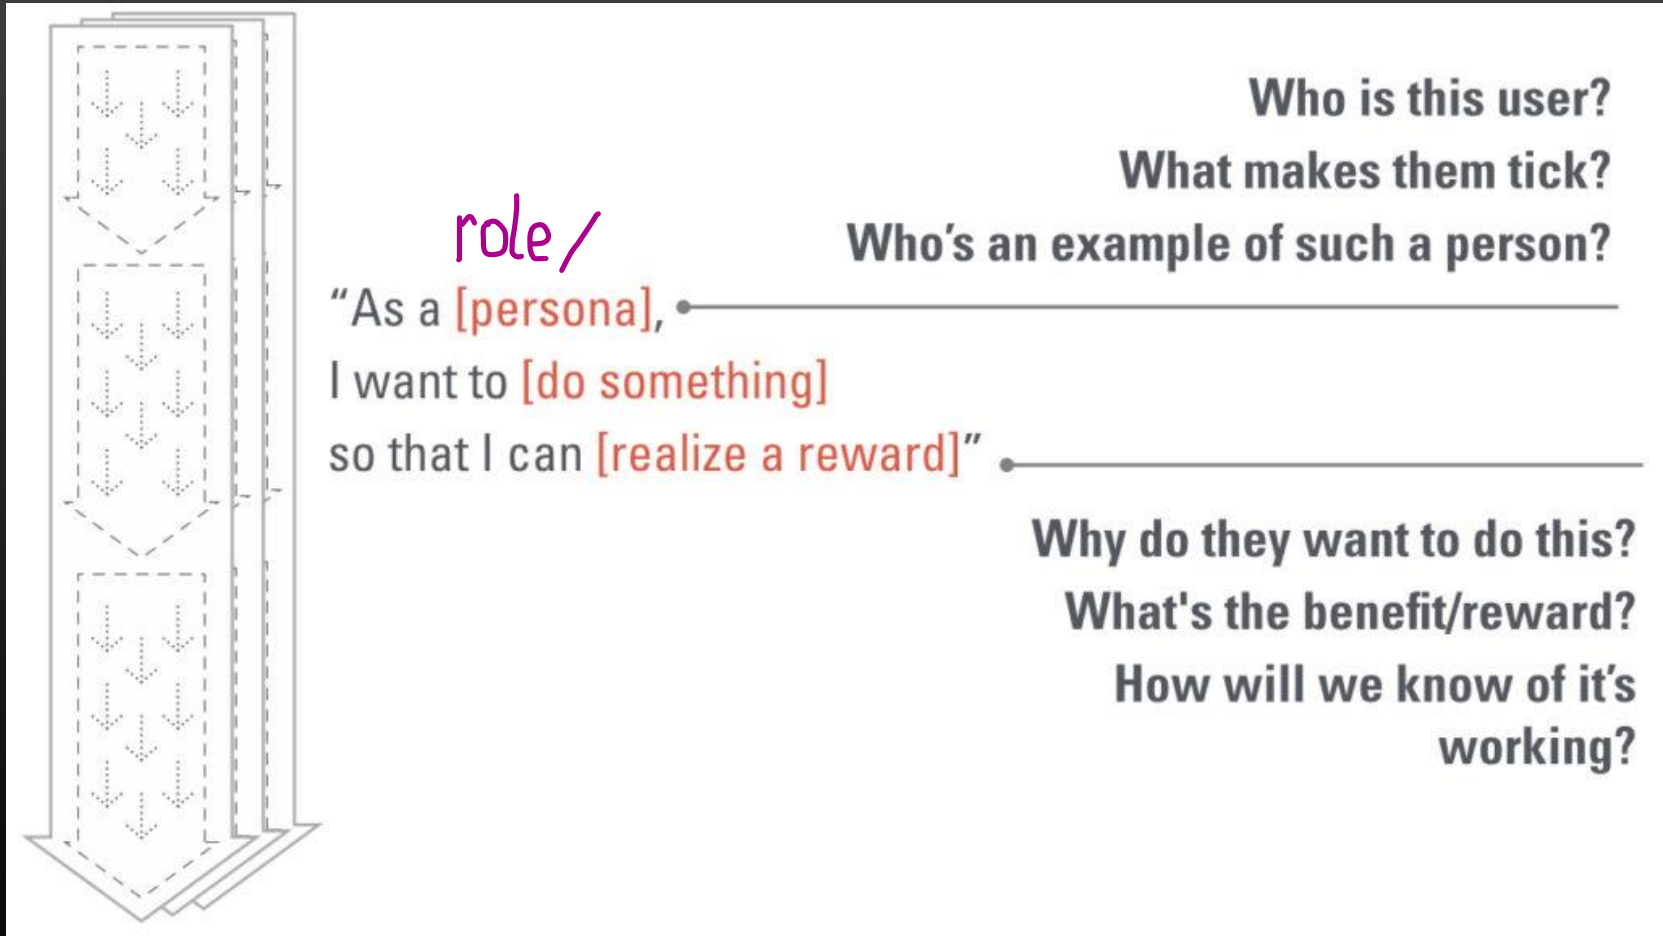 Who is this user?
What makes them tick?
Who’s an example of such a person?
role/
“As a [persona],
I want to [do something]
so that I can [realize a reward]”
Why do they want to do this?
What's the benefit/reward?
How will we know of it’s
working?